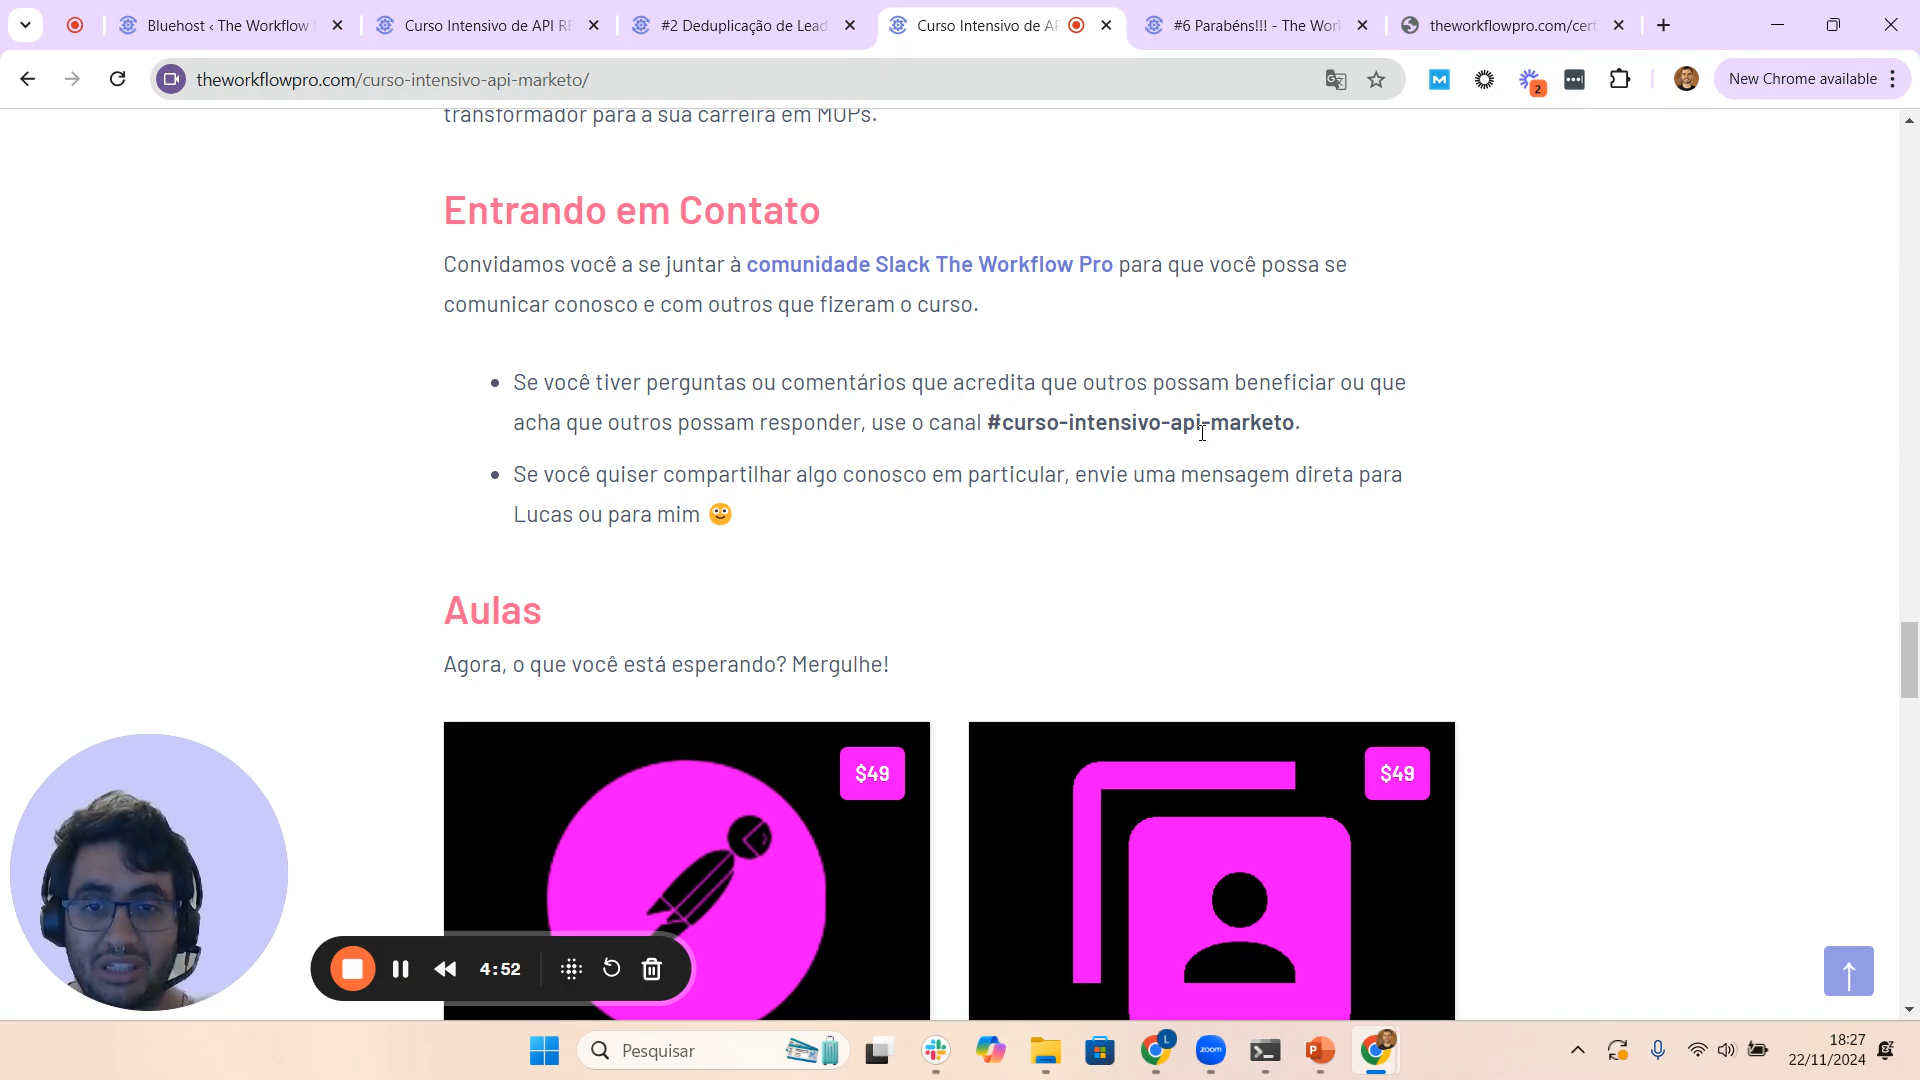 Bluehost ‹ The Workflow
Curso Intensivo de API RE
#2 Deduplicação de Lead
Curso Intensivo de AP
#6 Parabéns!!! - The Work
theworkflowpro.com/cert
theworkflowpro.com/curso-intensivo-api-marketo/
2
New Chrome available
transformador para a sua carreira em MOPs.
Entrando em Contato
Convidamos você a se juntar à comunidade Slack The Workflow Pro para que você possa se
comunicar conosco e com outros que fizeram o curso.
Se você tiver perguntas ou comentários que acredita que outros possam beneficiar ou que
acha que outros possam responder, use o canal #curso-intensivo-api-marketo.
Se você quiser compartilhar algo conosco em particular, envie uma mensagem direta para
Lucas ou para mim
Aulas
Agora, o que você está esperando? Mergulhe!
$49
$49
4:52
Pesquisar
L
zoom
18:27
22/11/2024